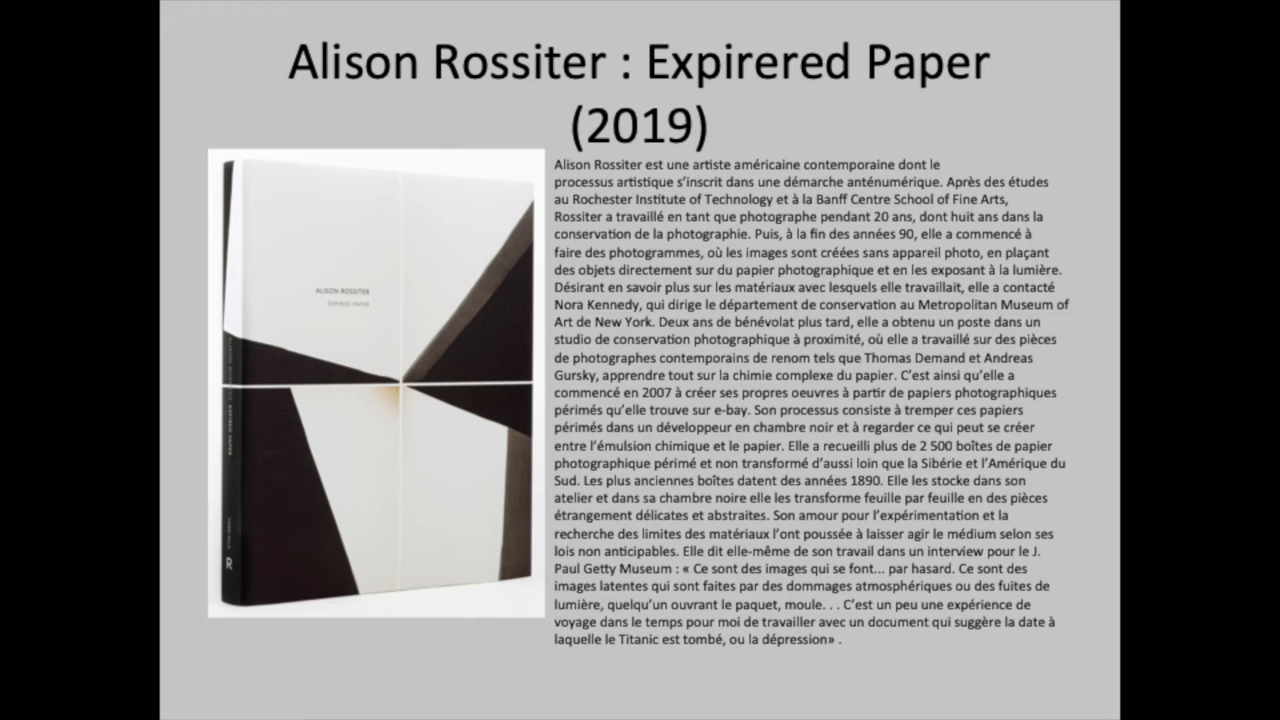 Alison Rossiter : Expirered Paper
(2019)
ALISON ROSSITER
EXPIRED PAPER
R
Alison Rossiter est une artiste américaine contemporaine dont le
processus artistique s’inscrit dans une démarche anténumérique. Après des études
au Rochester Institute of Technology et à la Banff Centre School of Fine Arts,
Rossiter a travaillé en tant que photographe pendant 20 ans, dont huit ans dans la
conservation de la photographie. Puis, à la fin des années 90, elle a commencé à
faire des photogrammes, où les images sont créées sans appareil photo, en plaçant
des objets directement sur du papier photographique et en les exposant à la lumière.
Désirant en savoir plus sur les matériaux avec lesquels elle travaillait, elle a contacté
Nora Kennedy, qui dirige le département de conservation au Metropolitan Museum of
Art de New York. Deux ans de bénévolat plus tard, elle a obtenu un poste dans un
studio de conservation photographique à proximité, où elle a travaillé sur des pièces
de photographes contemporains de renom tels que Thomas Demand et Andreas
Gursky, apprendre tout sur la chimie complexe du papier. C’est ainsi qu’elle a
commencé en 2007 à créer ses propres oeuvres à partir de papiers photographiques
périmés qu’elle trouve sur e-bay. Son processus consiste à tremper ces papiers
périmés dans un développeur en chambre noir et à regarder ce qui peut se créer
entre l’émulsion chimique et le papier. Elle a recueilli plus de 2 500 boîtes de papier
photographique périmé et non transformé d’aussi loin que la Sibérie et l’Amérique du
Sud. Les plus anciennes boîtes datent des années 1890. Elle les stocke dans son
atelier et dans sa chambre noire elle les transforme feuille par feuille en des pièces
étrangement délicates et abstraites. Son amour pour l’expérimentation et la
recherche des limites des matériaux l’ont poussée à laisser agir le médium selon ses
lois non anticipables. Elle dit elle-même de son travail dans un interview pour le J.
Paul Getty Museum : « Ce sont des images qui se font... par hasard. Ce sont des
images latentes qui sont faites par des dommages atmosphériques ou des fuites de
lumière, quelqu’un ouvrant le paquet, moule. . . C’est un peu une expérience de
voyage dans le temps pour moi de travailler avec un document qui suggère la date à
laquelle le Titanic est tombé, ou la dépression» .